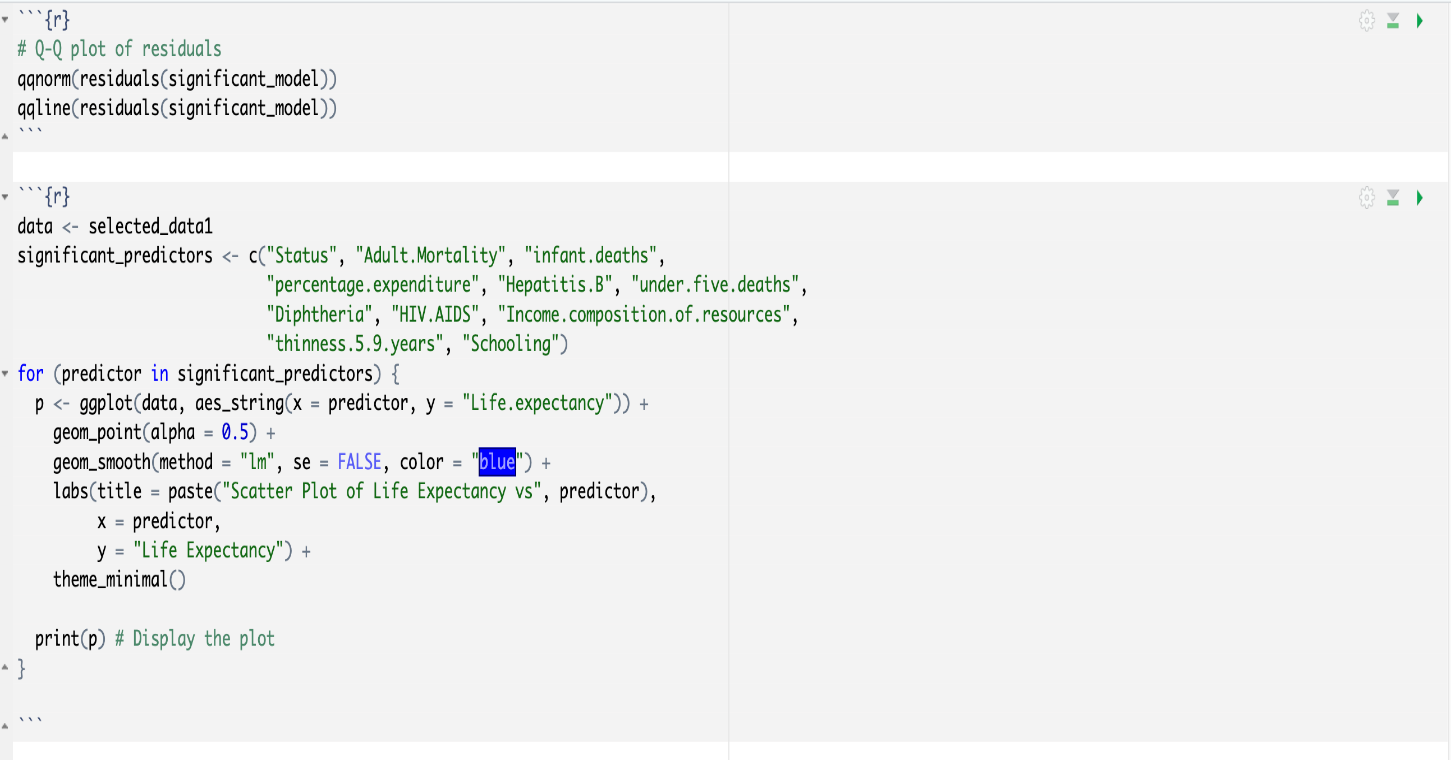 ```{r}
# Q-Q plot of residuals
qqnorm(residuals(significant_model))
qqline(residuals(significant_model))
```
```{r}
data <- selected_data1
significant_predictors <- c("Status", "Adult.Mortality", "infant.deaths",
                            "percentage.expenditure", "Hepatitis.B", "under.five.deaths",
                            "Diphtheria", "HIV.AIDS", "Income.composition.of.resources",
                            "thinness.5.9.years", "Schooling")
for (predictor in significant_predictors) {
  p <- ggplot(data, aes_string(x = predictor, y = "Life.expectancy")) +
    geom_point(alpha = 0.5) +
    geom_smooth(method = "lm", se = FALSE, color = "blue") +
    labs(title = paste("Scatter Plot of Life Expectancy vs", predictor),
         x = predictor,
         y = "Life Expectancy") +
    theme_minimal()
  print(p) # Display the plot
}
```